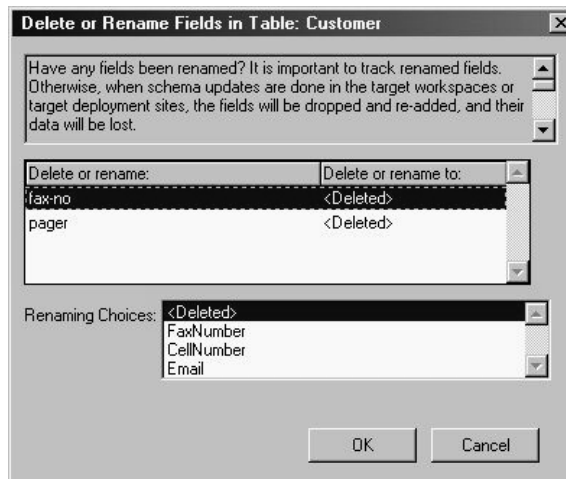 Delete or Rename Fields in Table: Customer
Have any fields been renamed? It is important to track renamed fields.
Otherwise, when schema updates are done in the target workspaces or
target deployment sites, the fields will be dropped and re-added, and their
data will be lost.
Delete or rename: Delete or rename to:
fax-no <Deleted>
pager <Deleted>
Renaming Choices: <Deleted>
FaxNumber
CellNumber
Email
OK Cancel